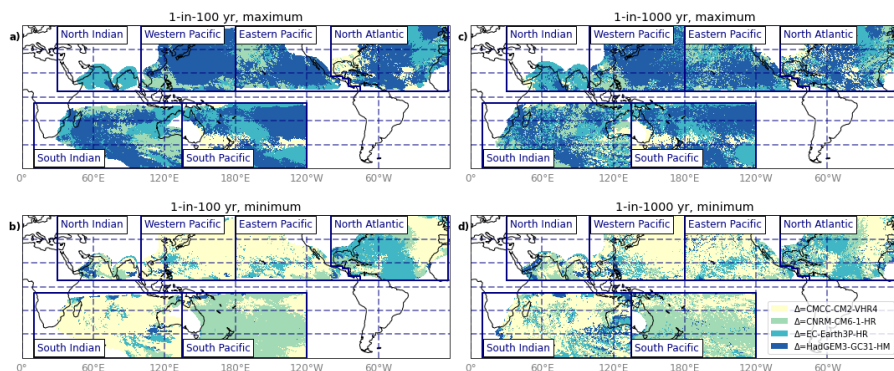 1-in-100 yr, maximum
a)
North Indian
Western Pacific
Eastern Pacific
North Atlantic
South Indian
South Pacific
0°
60°E
120°E
180°
120°W
60°W
1-in-1000 yr, maximum
c)
North Indian
Western Pacific
Eastern Pacific
North Atlantic
South Indian
South Pacific
0°
60°E
120°E
180°
120°W
60°W
1-in-100 yr, minimum
b)
North Indian
Western Pacific
Eastern Pacific
North Atlantic
South Indian
South Pacific
0°
60°E
120°E
180°
120°W
60°W
1-in-1000 yr, minimum
d)
North Indian
Western Pacific
Eastern Pacific
North Atlantic
South Indian
South Pacific
Δ=CMCC-CM2-VHR4
Δ=CNRM-CM6-1-HR
Δ=EC-Earth3P-HR
Δ=HadGEM3-GC31-HM
0°
60°E
120°E
180°
120°W
60°W